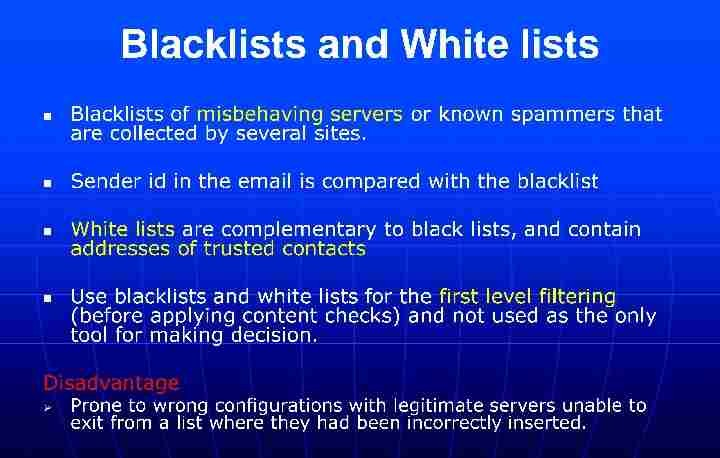 Blacklists and White lists
Blacklists of misbehaving servers or known spammers that
are collected by several sites.
Sender id in the email is compared with the blacklist
White lists are complementary to black lists, and contain
addresses of trusted contacts
Use blacklists and white lists for the first level filtering
(before applying content checks) and not used as the only
tool for making decision.
Disadvantage
Prone to wrong configurations with legitimate servers unable to
exit from a list where they had been incorrectly inserted.